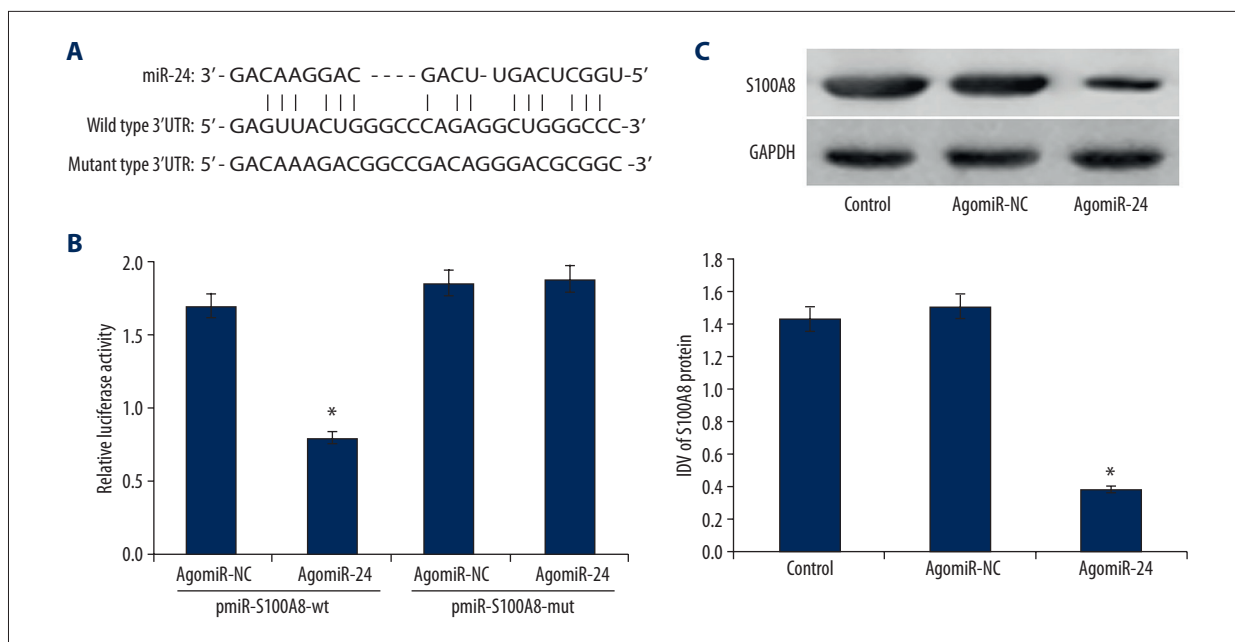 A
miR-24: 3’- GACAAGGAC - - - - GACU- UGACUCGGU-5’
Wild type 3’UTR: 5’- GAGUUACUGGGCCCAGAGGCUGGGCCC-3’
Mutant type 3’UTR: 5’- GACAAAGACGGCCGACAGGGACGCGGC -3’
B
Relative luciferase activity
2.0
1.5
1.0
0.5
0.0
*
AgomiR-NC AgomiR-24 AgomiR-NC AgomiR-24
pmiR-S100A8-wt pmiR-S100A8-mut
C
S100A8
GAPDH
Control AgomiR-NC AgomiR-24
IDV of S100A8 protein
1.8
1.6
1.4
1.2
1.0
0.8
0.6
0.4
0.2
0.0
*
Control AgomiR-NC AgomiR-24